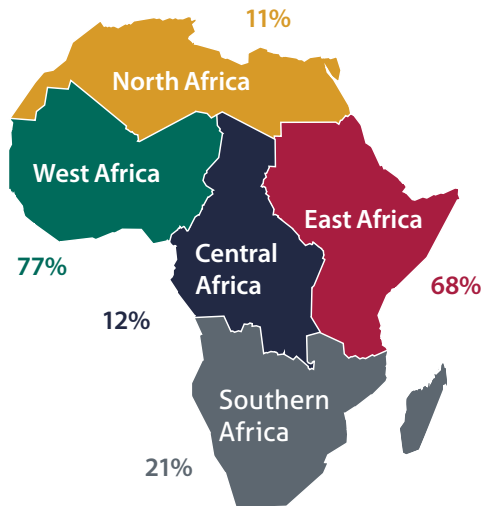 11%
North Africa
West Africa
East Africa
Central
Africa
77%
68%
12%
Southern
Africa
21%